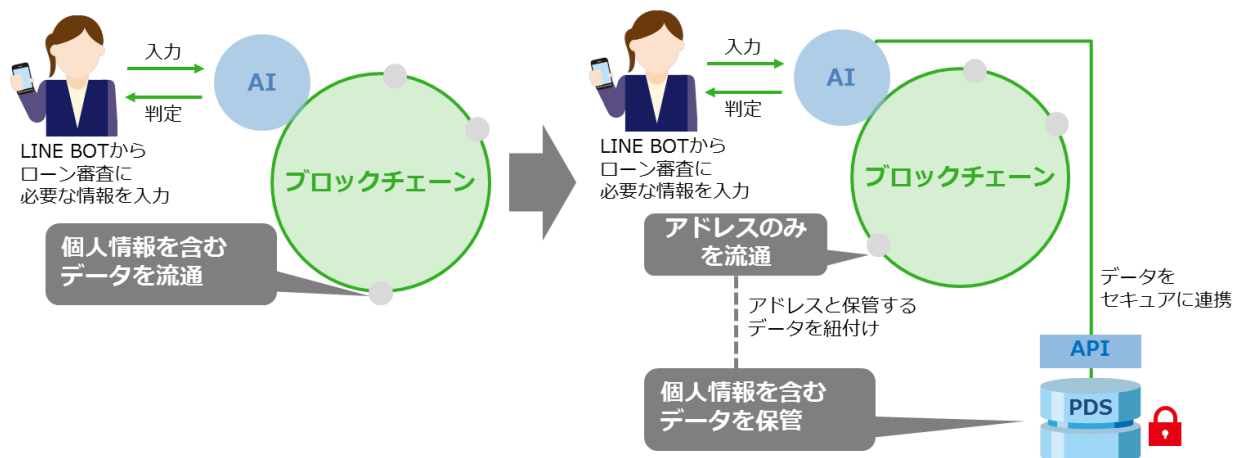 入力
AI
判定
LINE BOTから
ローン審査に
必要な情報を入力
ブロックチェーン
個人情報を含む
データを流通
入力
AI
判定
LINE BOTから
ローン審査に
必要な情報を入力
ブロックチェーン
アドレスのみ
を流通
アドレスと保管する
データを紐付け
データを
セキュアに連携
API
個人情報を含む
データを保管
PDS